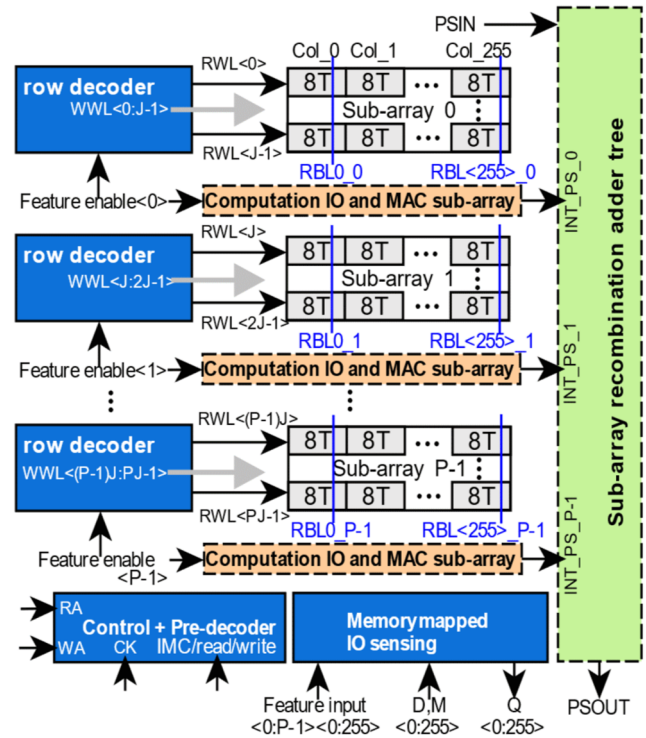 PSIN
Col_0 Col_1 Col_255
RWL<0>
row decoder
8T 8T ••• 8T
WWL<0:J-1>
Sub-array 0
8T 8T ••• 8T
RWL<J-1>
RBL0_0 RBL<255>_0
Feature enable<0>
Computation IO and MAC sub-array
INT_PS_0
RWL<J>
row decoder
8T 8T ••• 8T
WWL<J:2J-1>
Sub-array 1
8T 8T ••• 8T
RWL<2J-1>
RBL0_1 RBL<255>_1
Feature enable<1>
Computation IO and MAC sub-array
INT_PS_1
RWL<(P-1)J>
row decoder
8T 8T ••• 8T
WWL<(P-1)J:PJ-1>
Sub-array P-1
8T 8T ••• 8T
RWL<PJ-1>
RBL0_P-1 RBL<255>_P-1
Feature enable
<P-1>
Computation IO and MAC sub-array
INT_PS_P-1
Sub-array recombination adder tree
RA
Control + Pre-decoder
WA CK IMC/read/write
Memorymapped
IO sensing
Feature input
<0:P-1><0:255>
D,M
<0:255>
Q
<0:255>
PSOUT